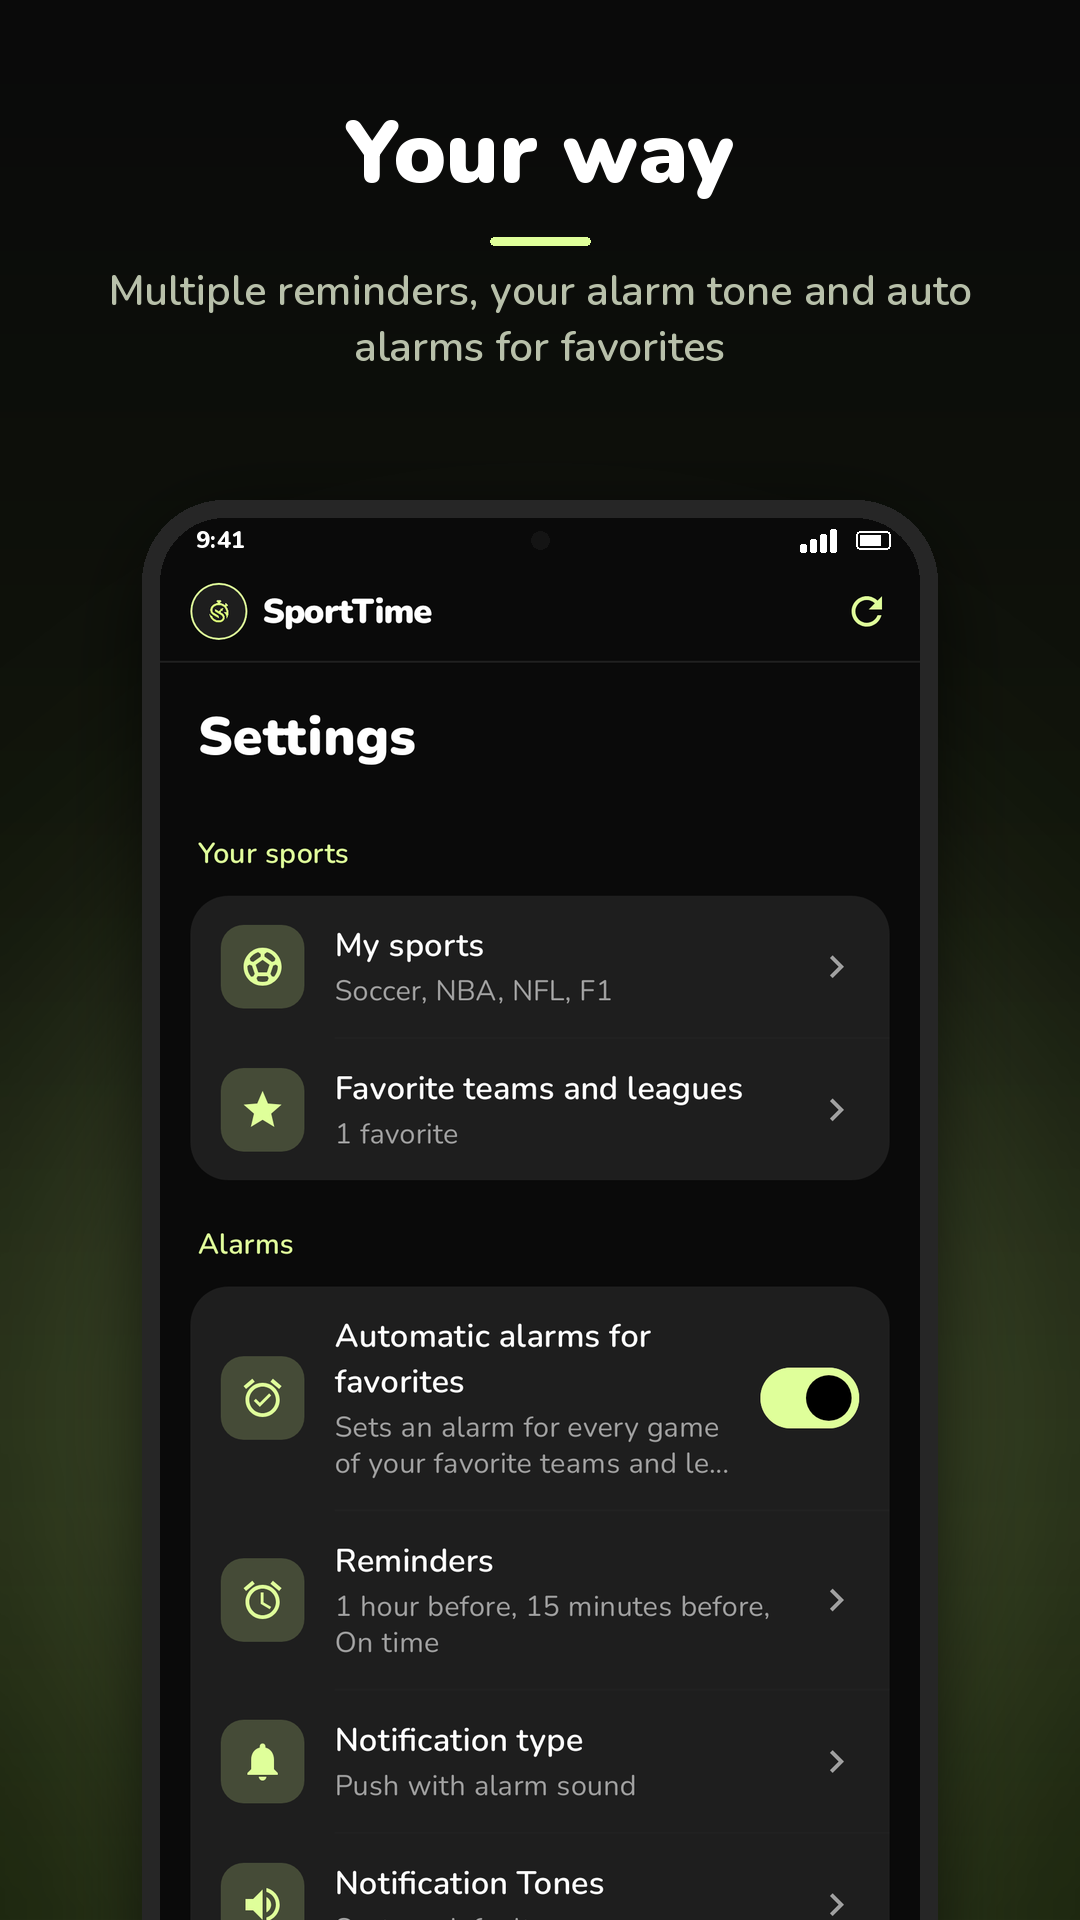 Your way
Multiple reminders, your alarm tone and auto
alarms for favorites
9:41
SportTime
Settings
Your sports
My sports
Soccer, NBA, NFL, F1
Favorite teams and leagues
1 favorite
Alarms
Automatic alarms for
favorites
Sets an alarm for every game
of your favorite teams and le...
Reminders
1 hour before, 15 minutes before,
On time
Notification type
Push with alarm sound
Notification Tones